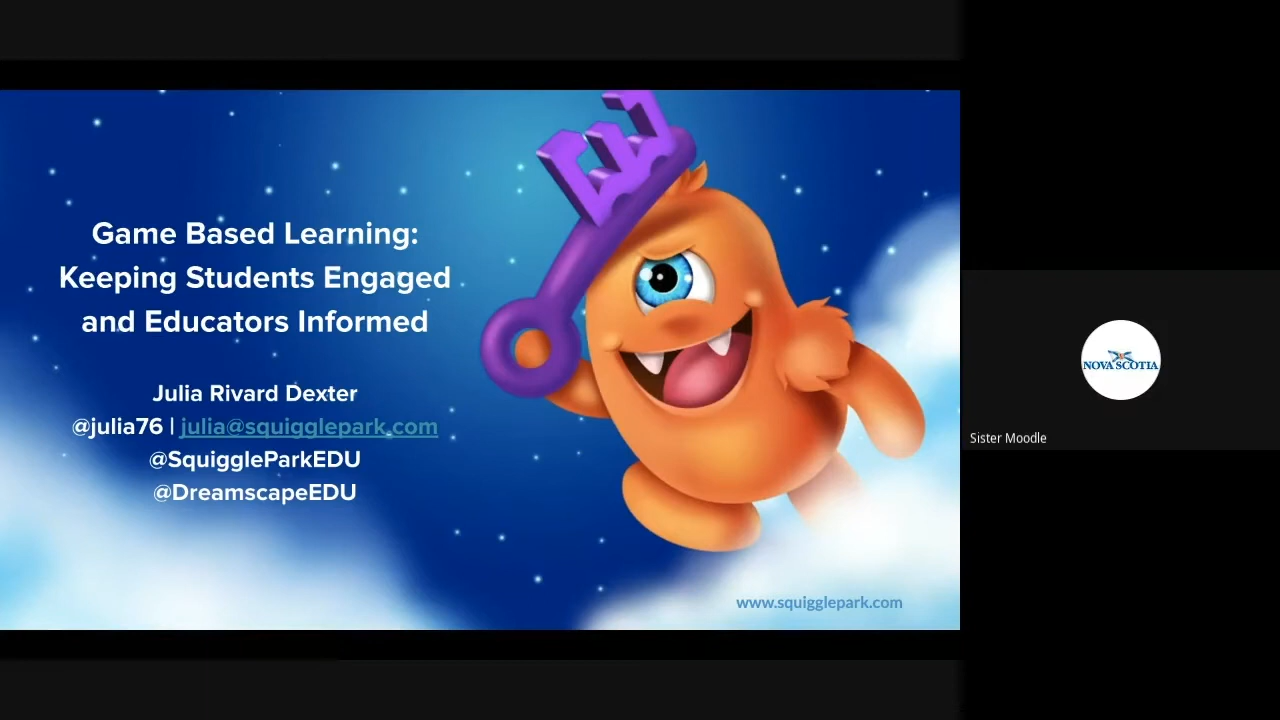 Game Based Learning:
Keeping Students Engaged
and Educators Informed
Julia Rivard Dexter
@julia76 | julia@squigglepark.com
@SquiggleParkEDU
@DreamscapeEDU
www.squigglepark.com
NOVA SCOTIA
Sister Moodle